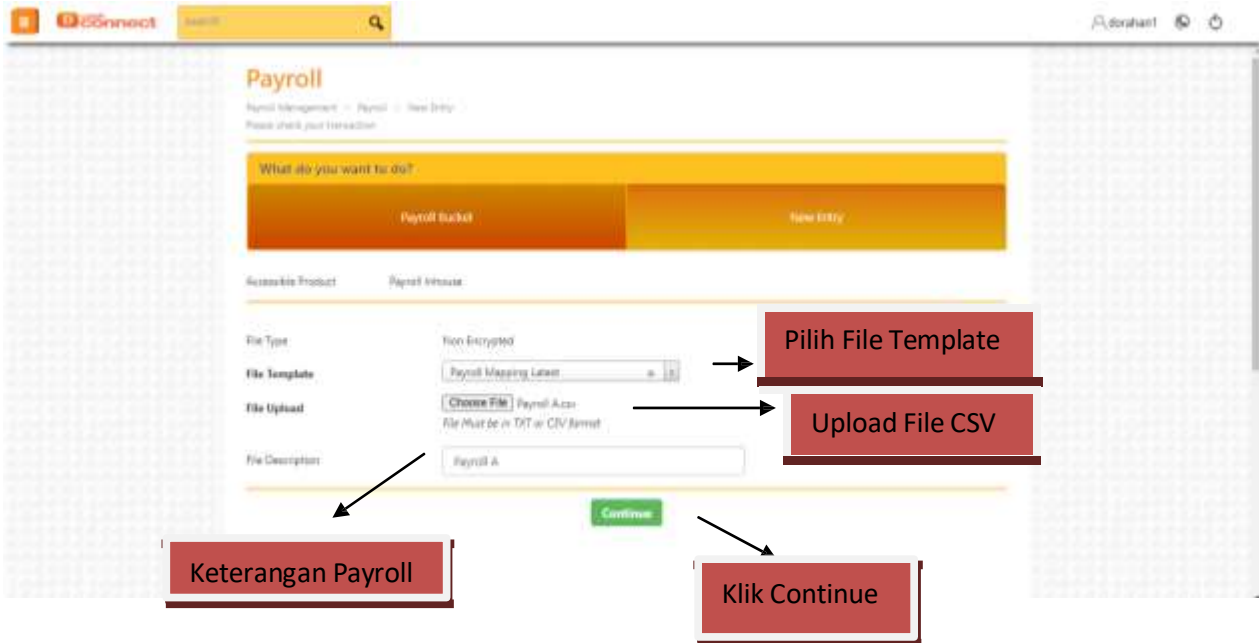 Connect
search
dorahan1
Payroll
Payroll Management > Payroll > New Entry
Please check your transaction
What do you want to do?
Payroll Bucket
New Entry
Accessible Product
Payroll Inhouse
File Type
Non Encrypted
Pilih File Template
File Template
Payroll Mapping Latest
File Upload
Choose File Payroll A.csv
Upload File CSV
File Must be in TXT or CSV format
File Description
Payroll A
Continue
Keterangan Payroll
Klik Continue